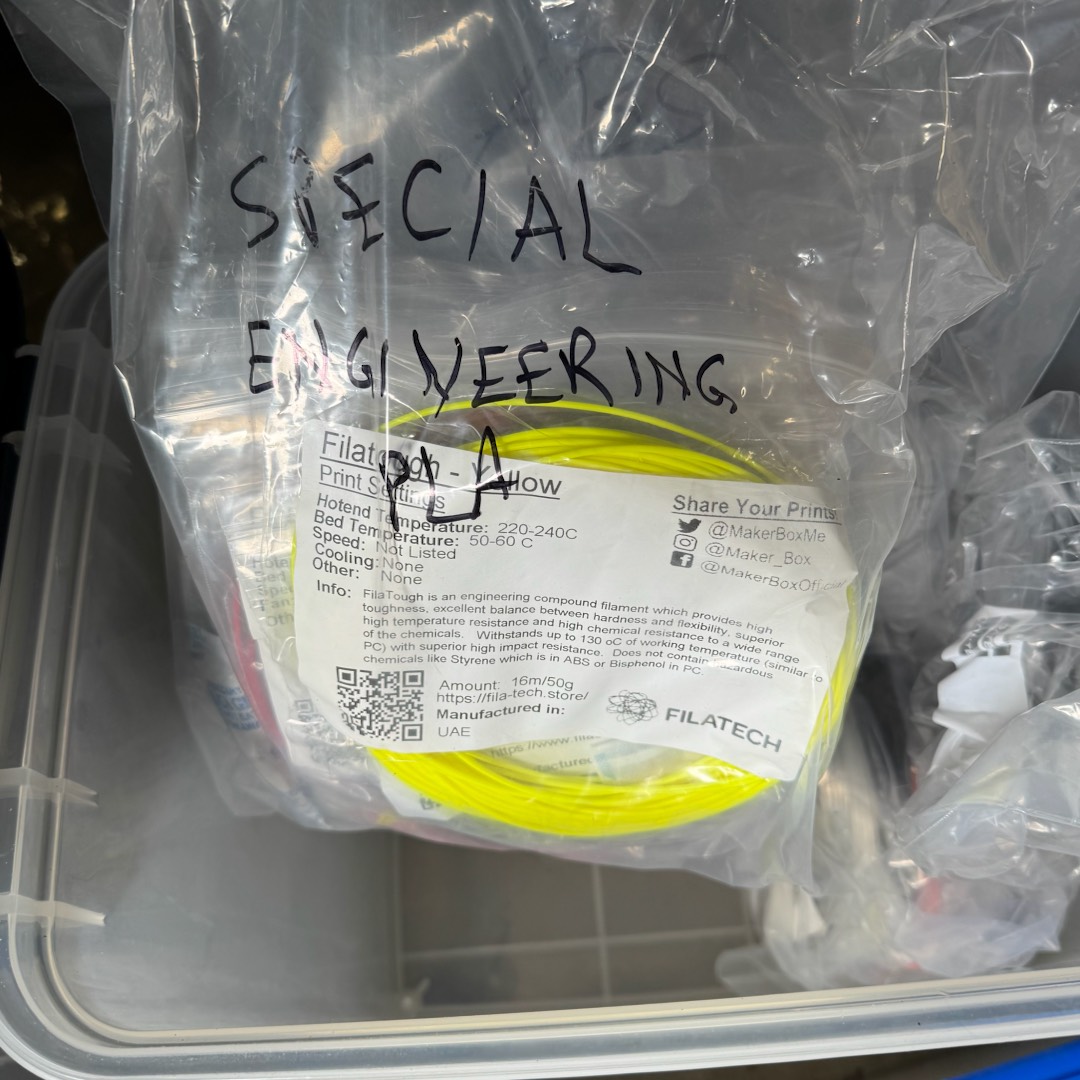 ABS
SPECIAL
ENGINEERING
PLA
Filatough - Yellow
Print Settings
Hotend Temperature: 220-240C
Bed Temperature: 50-60 C
Speed: Not Listed
Cooling: None
Other: None
Info: FilaTough is an engineering compound filament which provides high
toughness, excellent balance between hardness and flexibility, superior
high temperature resistance and high chemical resistance to a wide range
of the chemicals. Withstands up to 130 oC of working temperature (similar to
PC) with superior high impact resistance. Does not contain hazardous
chemicals like Styrene which is in ABS or Bisphenol in PC.
Amount: 16m/50g
https://fila-tech.store/
Manufactured in:
UAE
Share Your Prints
@MakerBoxMe
@Maker_Box
@MakerBoxOfficial
FILATECH